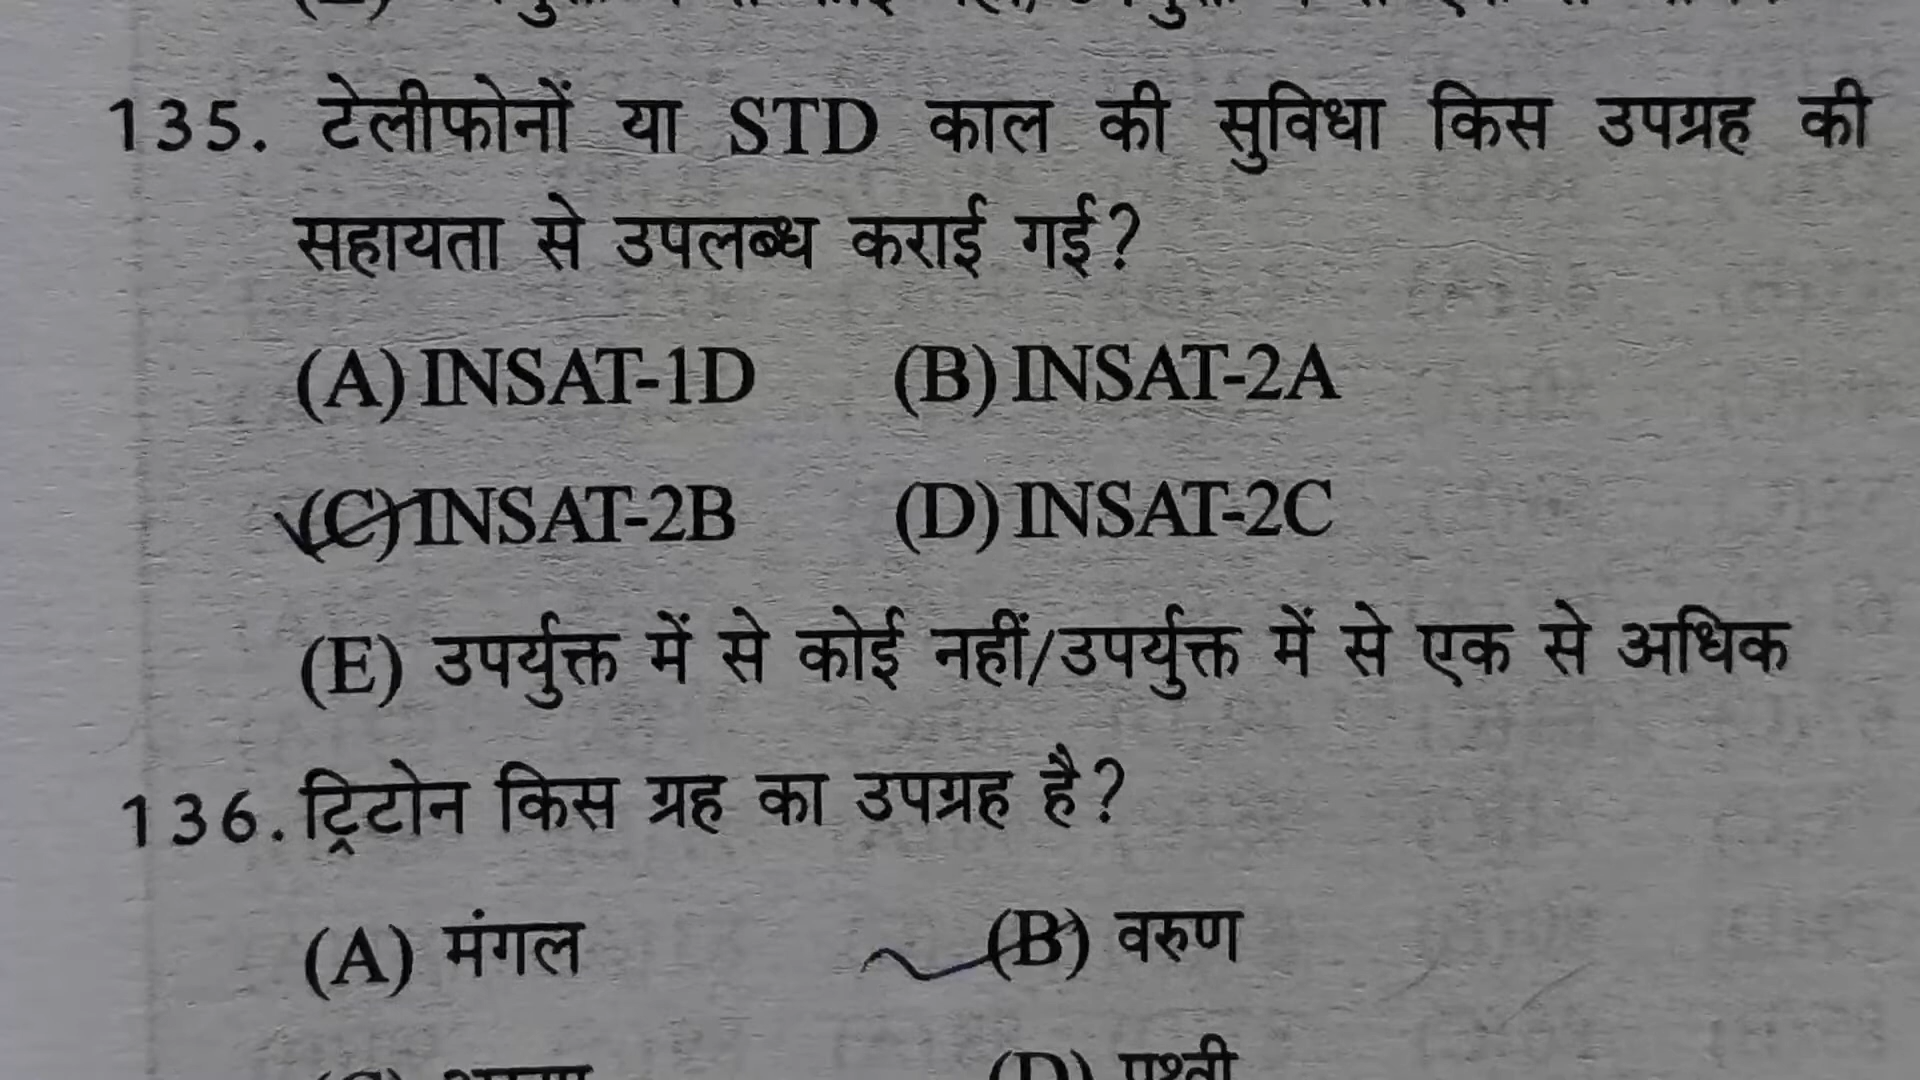 135. टेलीफोनों या STD काल की सुविधा किस उपग्रह की
सहायता से उपलब्ध कराई गई?
(A) INSAT-1D (B) INSAT-2A
(C) INSAT-2B (D) INSAT-2C
(E) उपर्युक्त में से कोई नहीं/उपर्युक्त में से एक से अधिक
136. ट्रिटोन किस ग्रह का उपग्रह है?
(A) मंगल (B) वरुण
(D) पृथ्वी